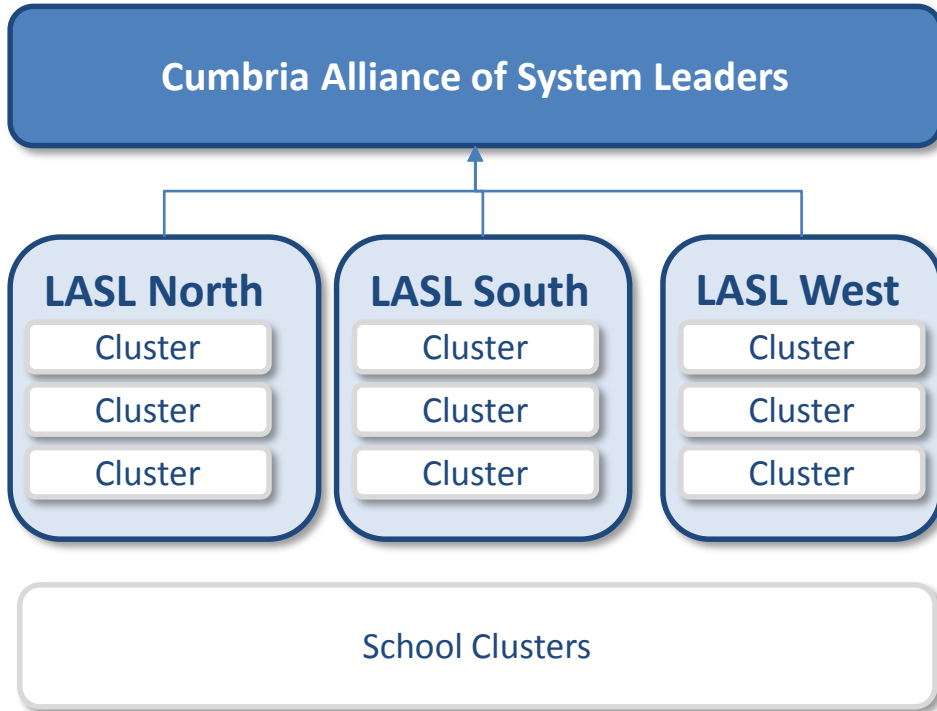 Cumbria Alliance of System Leaders
LASL North
Cluster
Cluster
Cluster
LASL South
Cluster
Cluster
Cluster
LASL West
Cluster
Cluster
Cluster
School Clusters